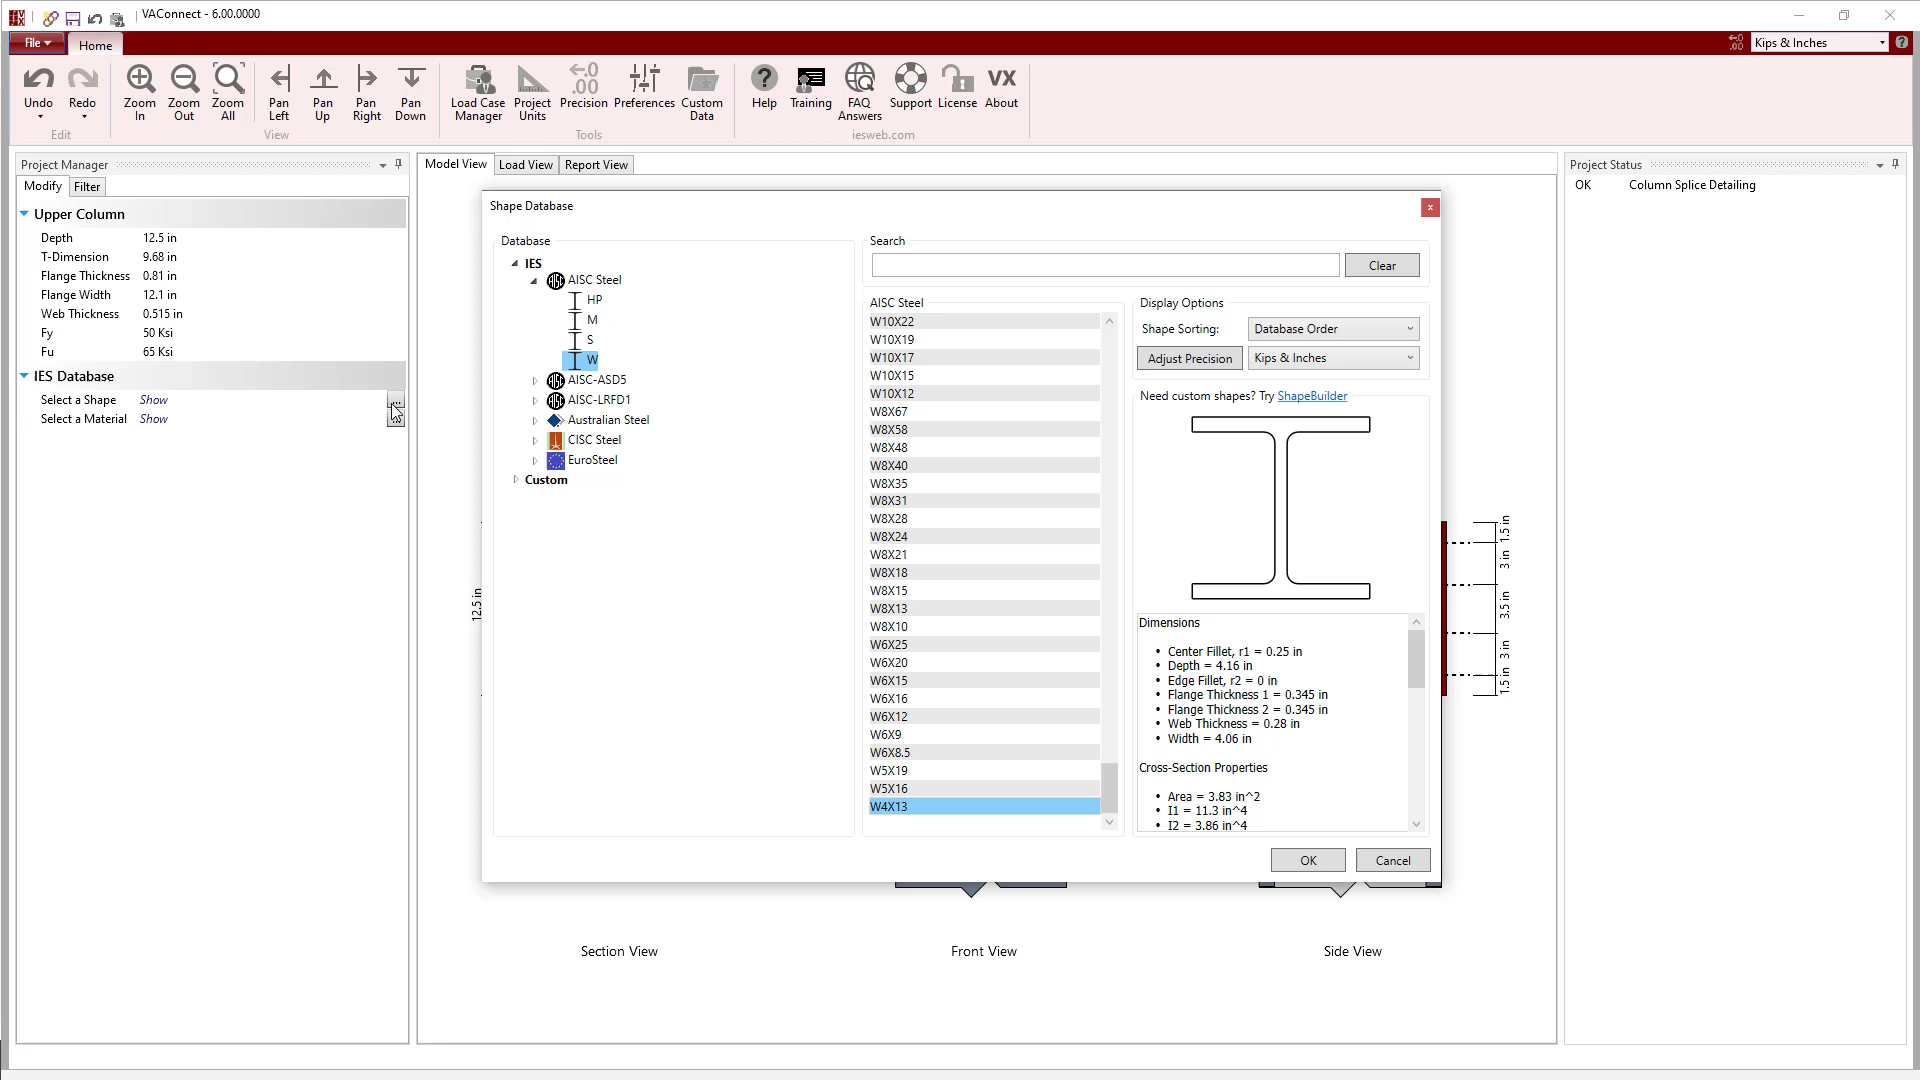 VAConnect - 6.00.0000
File
Home
Kips & Inches
Undo
Redo
Zoom In
Zoom Out
Zoom All
Pan Left
Pan Up
Pan Right
Pan Down
Load Case Manager
Project Units
Precision
Preferences
Custom Data
Help
Training
FAQ Answers
Support
License
VX
About
Edit
View
Tools
iesweb.com
Project Manager
Modify
Filter
Upper Column
Depth 12.5 in
T-Dimension 9.68 in
Flange Thickness 0.81 in
Flange Width 12.1 in
Web Thickness 0.515 in
Fy 50 Ksi
Fu 65 Ksi
IES Database
Select a Shape Show
Select a Material Show
Model View
Load View
Report View
Shape Database
Database
IES
AISC Steel
HP
M
S
W
AISC-ASD5
AISC-LRFD1
Australian Steel
CISC Steel
EuroSteel
Custom
Search
Clear
AISC Steel
W10X22
W10X19
W10X17
W10X15
W10X12
W8X67
W8X58
W8X48
W8X40
W8X35
W8X31
W8X28
W8X24
W8X21
W8X18
W8X15
W8X13
W8X10
W6X25
W6X20
W6X15
W6X16
W6X12
W6X9
W6X8.5
W5X19
W5X16
W4X13
Display Options
Shape Sorting: Database Order
Adjust Precision Kips & Inches
Need custom shapes? Try ShapeBuilder
Dimensions
• Center Fillet, r1 = 0.25 in
• Depth = 4.16 in
• Edge Fillet, r2 = 0 in
• Flange Thickness 1 = 0.345 in
• Flange Thickness 2 = 0.345 in
• Web Thickness = 0.28 in
• Width = 4.06 in
Cross-Section Properties
• Area = 3.83 in^2
• I1 = 11.3 in^4
• I2 = 3.86 in^4
OK
Cancel
12.5 in
1.5 in
3 in
3.5 in
3 in
1.5 in
Section View
Front View
Side View
Project Status
OK Column Splice Detailing